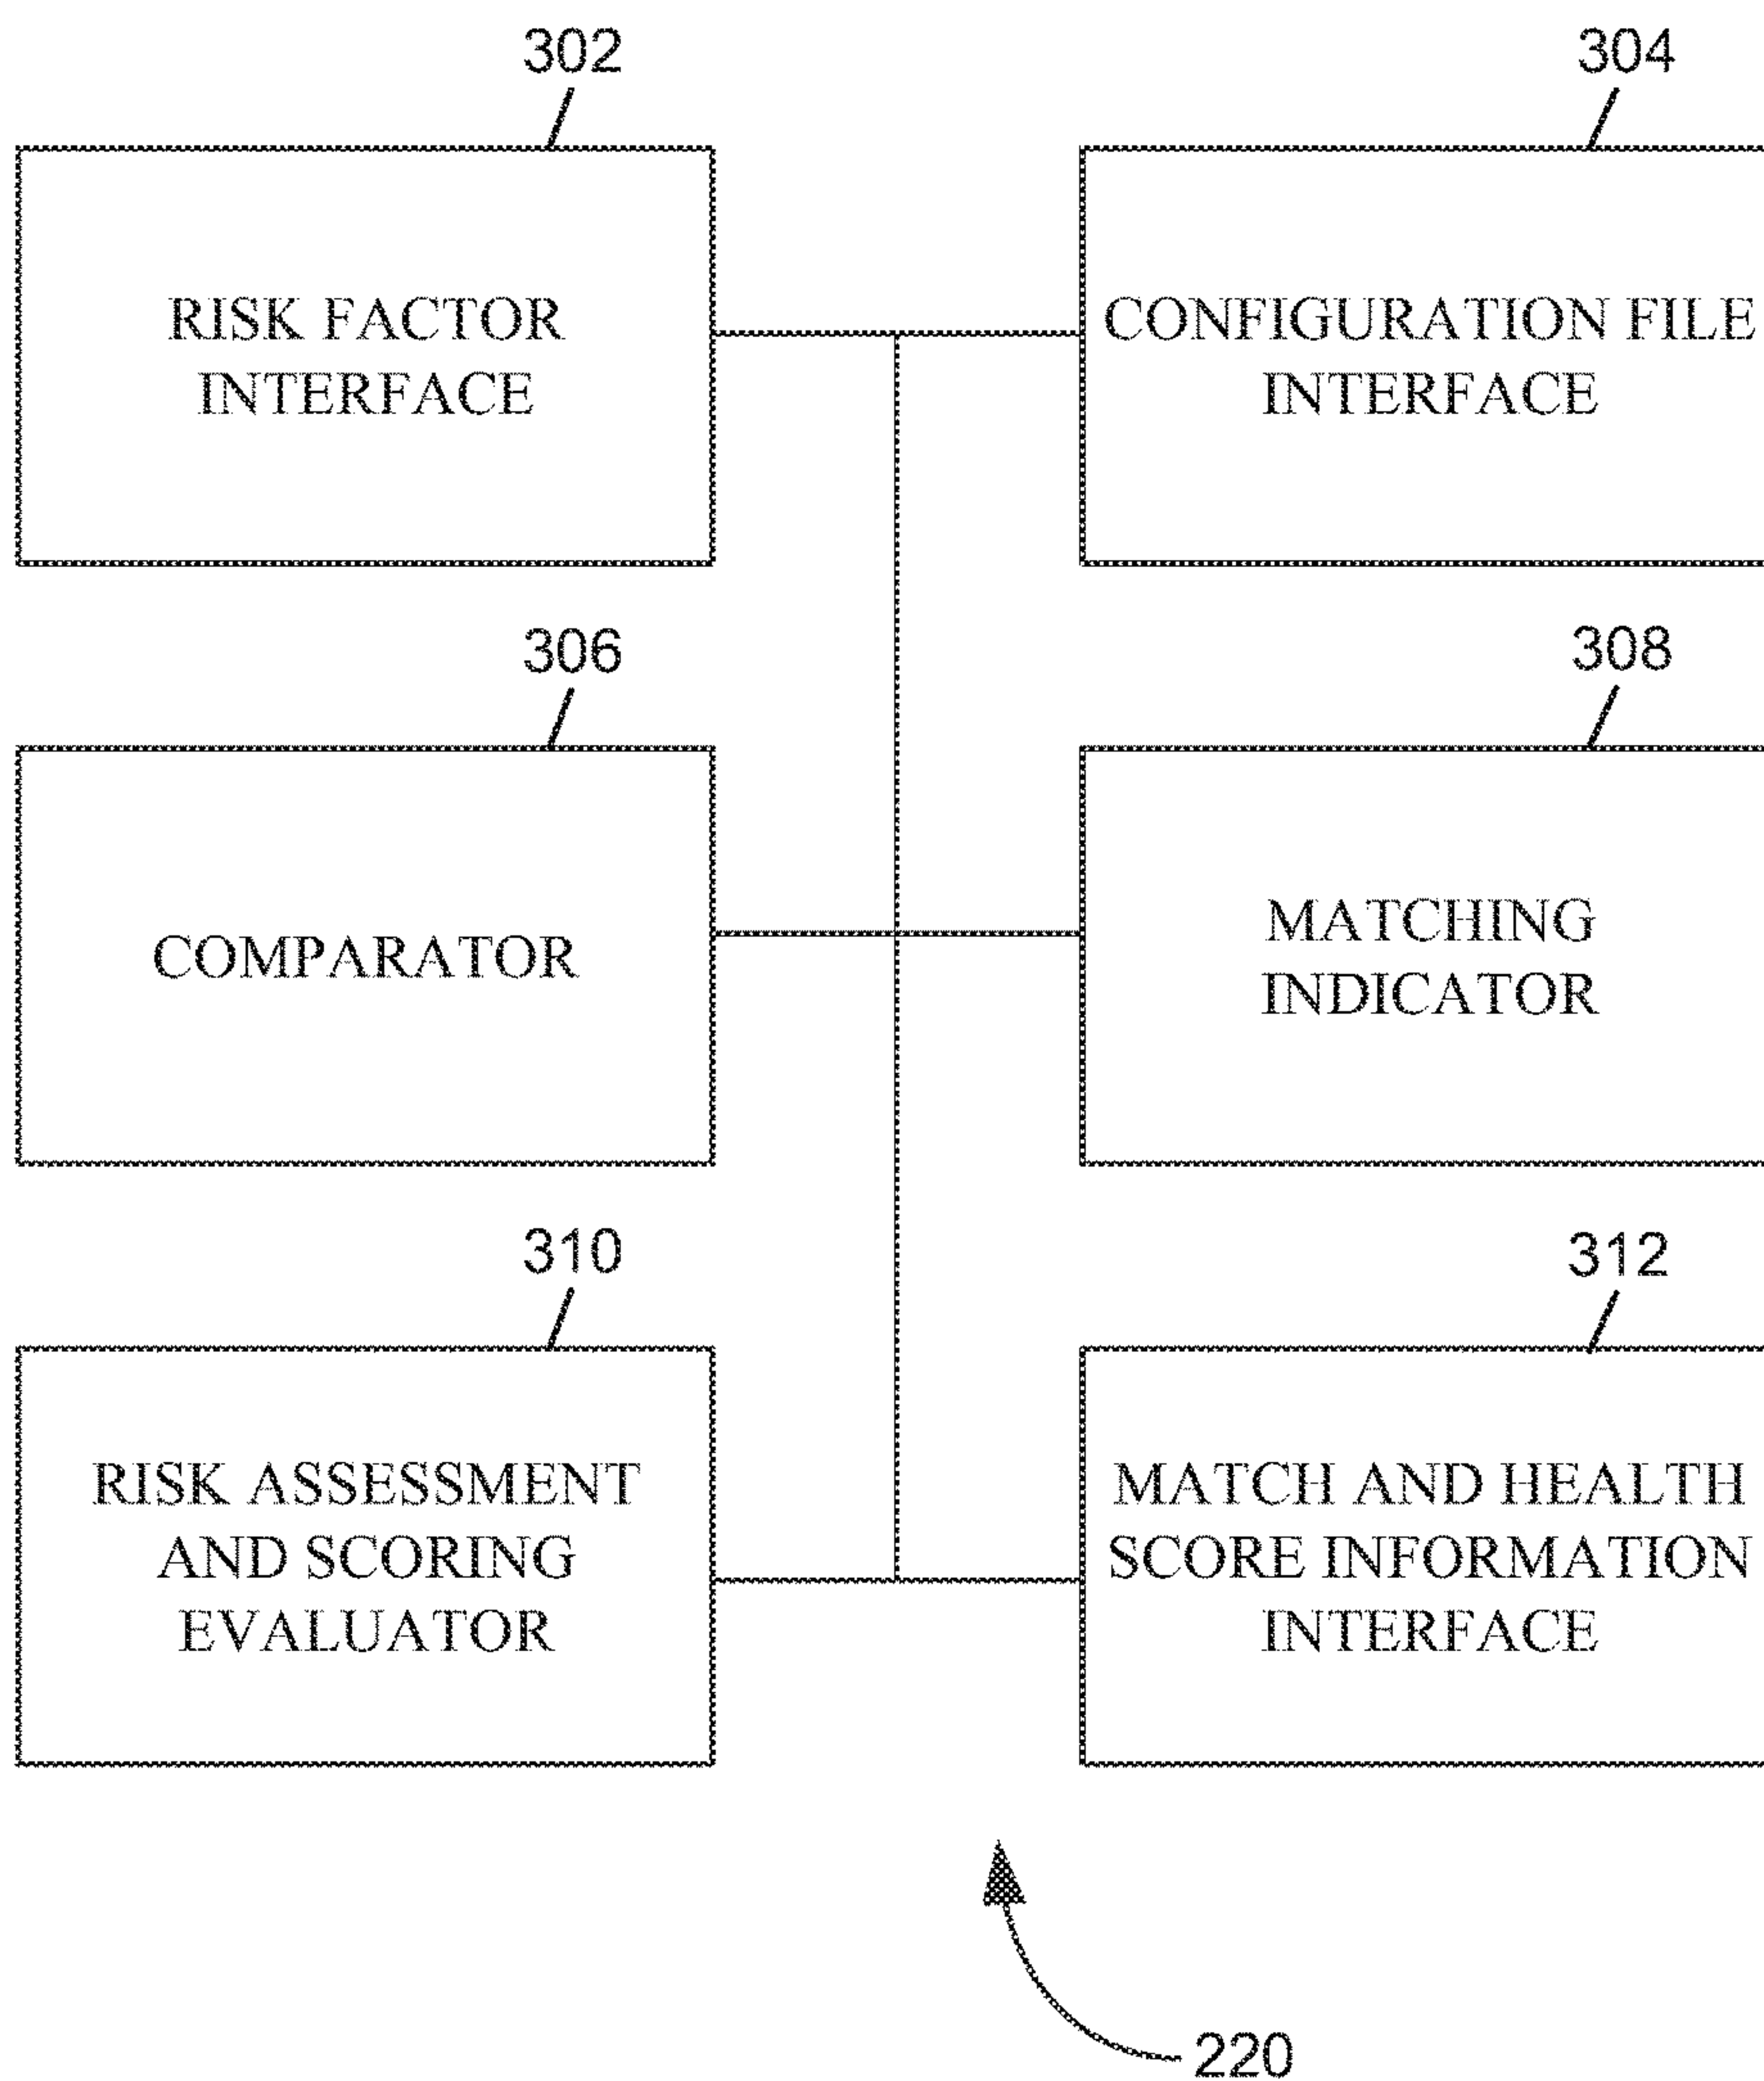 302
304
RISK FACTOR
INTERFACE
CONFIGURATION FILE
INTERFACE
306
308
COMPARATOR
MATCHING
INDICATOR
310
312
RISK ASSESSMENT
AND SCORING
EVALUATOR
MATCH AND HEALTH
SCORE INFORMATION
INTERFACE
220